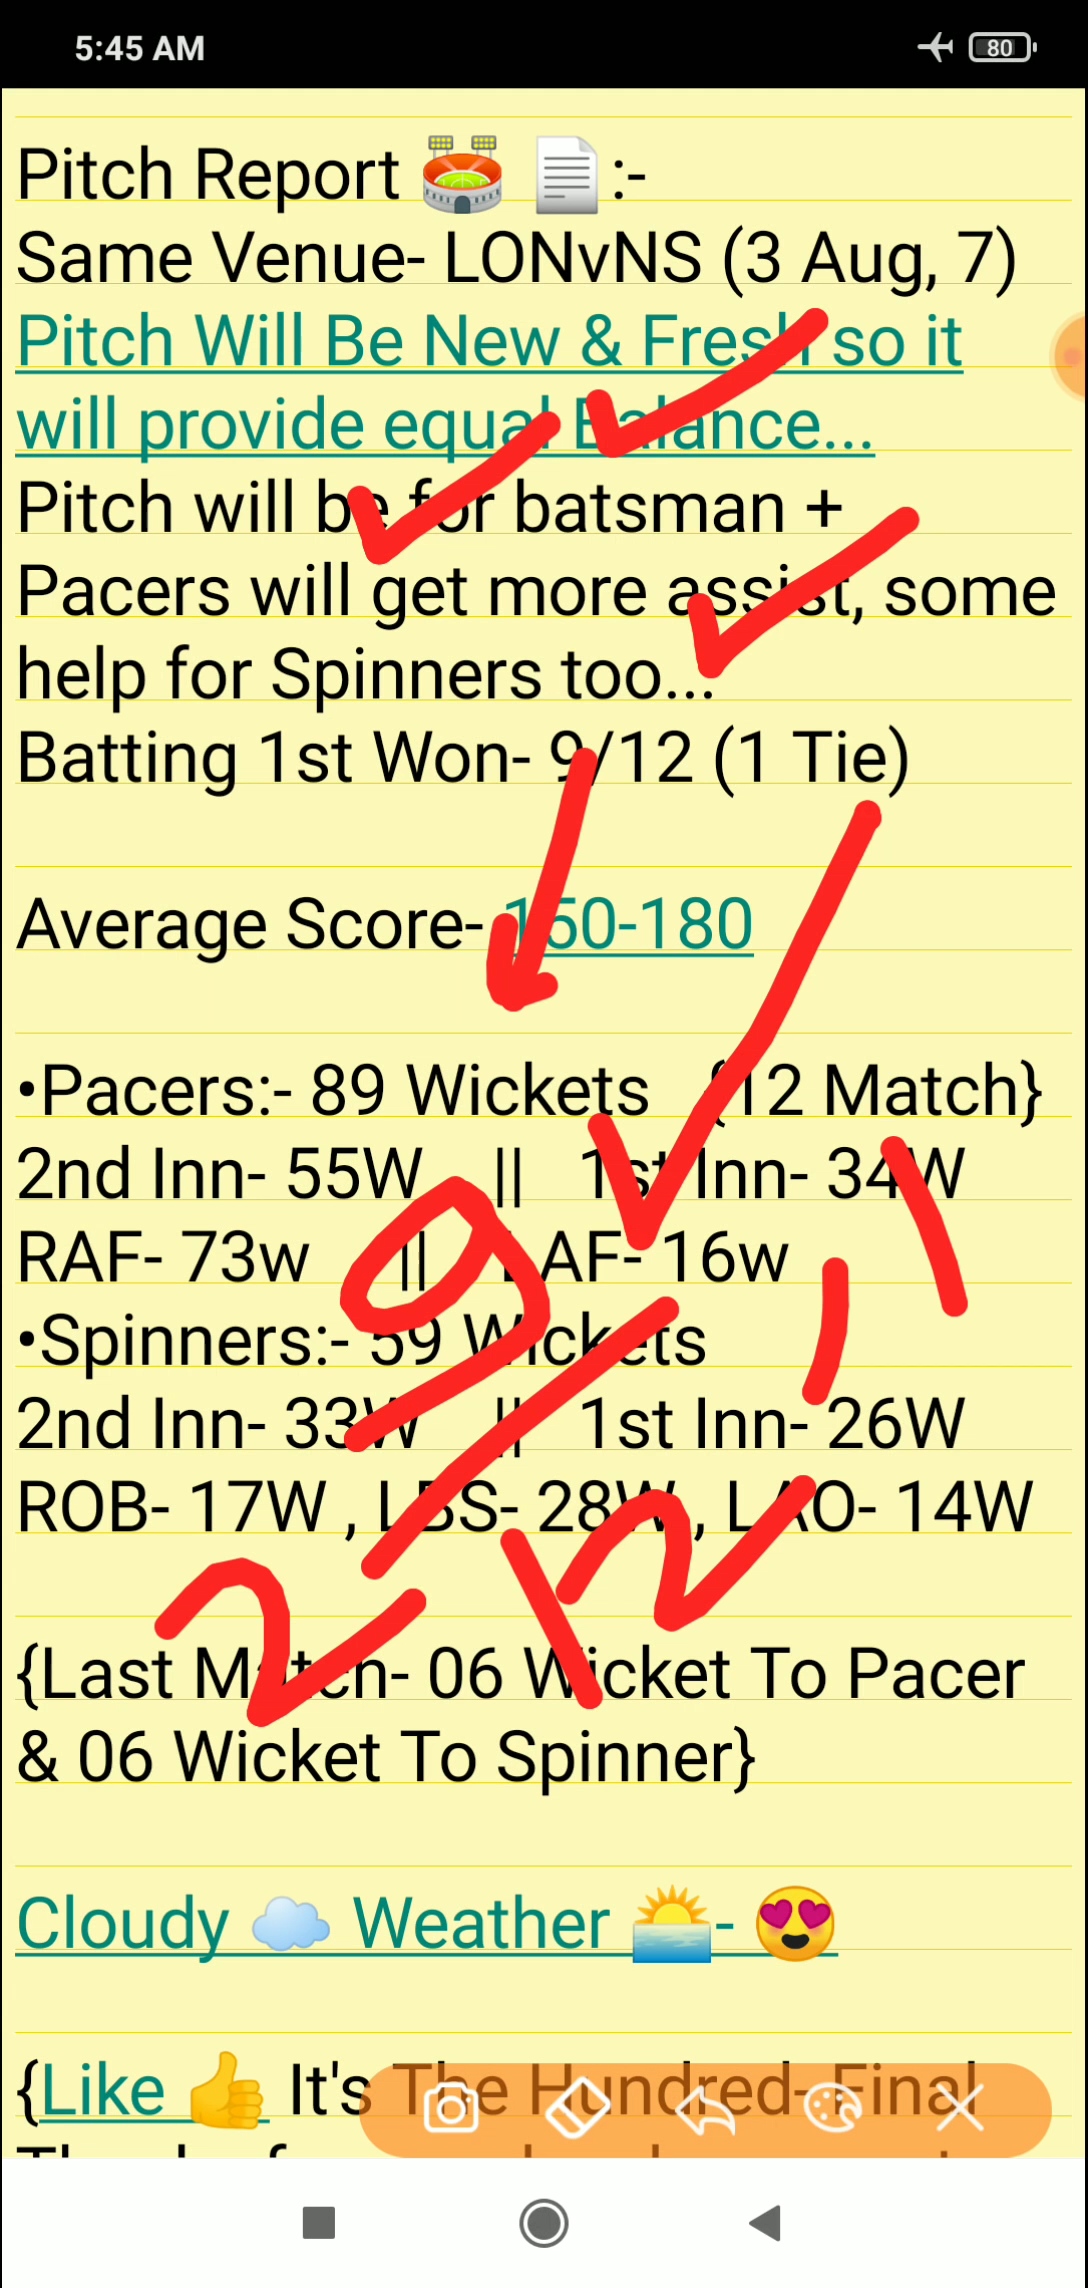 5:45 AM
80
Pitch Report 🏟️ 📄:-
Same Venue- LONvNS (3 Aug, 7)
Pitch Will Be New & Fresh so it
will provide equal Balance...
Pitch will be for batsman +
Pacers will get more assist, some
help for Spinners too...
Batting 1st Won- 9/12 (1 Tie)
Average Score- 150-180
•Pacers:- 89 Wickets {12 Match}
2nd Inn- 55W || 1st Inn- 34W
RAF- 73w || LAF- 16w
•Spinners:- 59 Wickets
2nd Inn- 33W || 1st Inn- 26W
ROB- 17W , LBS- 28W , LAO- 14W
9
2 12
{Last Match- 06 Wicket To Pacer
& 06 Wicket To Spinner}
Cloudy ☁️ Weather 🌅- 😍
{Like 👍 It's The Hundred- Final